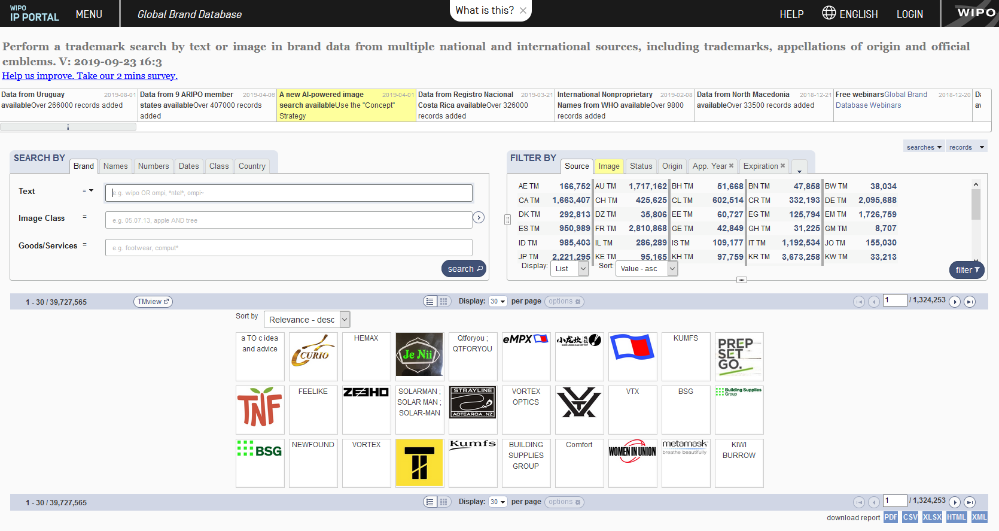 WIPO
IP PORTAL
MENU
Global Brand Database
What is this?
HELP
ENGLISH
LOGIN
WIPO
Perform a trademark search by text or image in brand data from multiple national and international sources, including trademarks, appellations of origin and official
emblems. V: 2019-09-23 16:3
Help us improve. Take our 2 mins survey.
Data from Uruguay 2019-08-01
availableOver 266000 records added
Data from 9 ARIPO member 2019-04-06
states availableOver 407000 records
added
A new AI-powered image 2019-04-01
search availableUse the "Concept"
Strategy
Data from Registro Nacional 2019-03-21
Costa Rica availableOver 326000
records added
International Nonproprietary 2019-02-08
Names from WHO availableOver 9800
records added
Data from North Macedonia 2018-12-21
availableOver 33500 records added
Free webinarsGlobal Brand 2018-12-20
Database Webinars
searches records
SEARCH BY Brand Names Numbers Dates Class Country
Text = e.g. wipo OR ompi, *ntel*, ompi~
Image Class = e.g. 05.07.13, apple AND tree
Goods/Services = e.g. footwear, comput*
search
FILTER BY Source Image Status Origin App. Year Expiration
AE TM 166,752 AU TM 1,717,162 BH TM 51,668 BN TM 47,858 BW TM 38,034
CA TM 1,663,407 CH TM 425,625 CL TM 602,514 CR TM 332,193 DE TM 2,095,688
DK TM 292,813 DZ TM 35,806 EE TM 60,727 EG TM 125,794 EM TM 1,726,759
ES TM 950,989 FR TM 2,810,868 GE TM 42,849 GH TM 31,225 GM TM 8,707
ID TM 985,403 IL TM 286,289 IS TM 109,177 IT TM 1,192,534 JO TM 155,030
JP TM 2,221,295 KE TM 95,165 KH TM 97,759 KR TM 3,673,258 KW TM 33,213
Display: List Sort: Value - asc
filter
1 - 30 / 39,727,565 TMview Display: 30 per page options 1 / 1,324,253
Sort by Relevance - desc
a TO c idea
and advice
CURIO
HEMAX
Je Nii
Qtforyou ;
QTFORYOU
eMPX
小龙坎
SHOO LOONG KAN HOT POT
KUMFS
PREP
SET
GO.
TNF
FEELIKE
ZEEHO
SOLARMAN ;
SOLAR MAN ;
SOLAR-MAN
STRAYLINE
AOTEAROA.NZ
VORTEX
OPTICS
VTX
BSG
Building Supplies
Group
BSG
NEWFOUND
VORTEX
Kumfs
BUILDING
SUPPLIES
GROUP
Comfort
WOMEN IN UNION
metamask
breathe beautifully
KIWI
BURROW
1 - 30 / 39,727,565 Display: 30 per page options 1 / 1,324,253
download report PDF CSV XLSX HTML XML